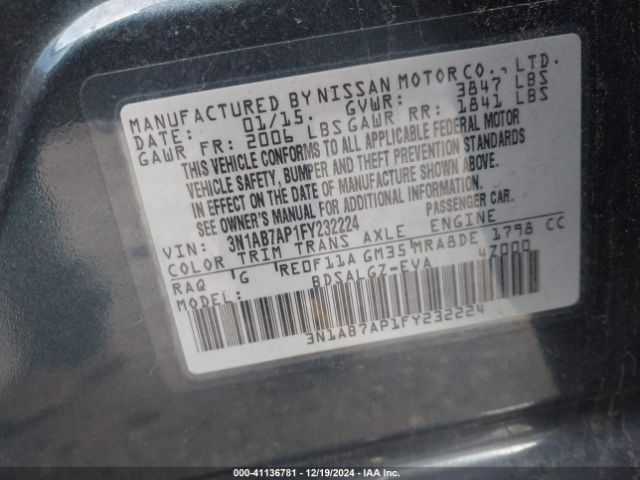 MANUFACTURED BY NISSAN MOTOR CO., LTD.
DATE: 01/15. GVWR: 3847 LBS
GAWR FR: 2006 LBS GAWR RR: 1841 LBS
THIS VEHICLE CONFORMS TO ALL APPLICABLE FEDERAL MOTOR
VEHICLE SAFETY, BUMPER AND THEFT PREVENTION STANDARDS
IN EFFECT ON THE DATE OF MANUFACTURE SHOWN ABOVE.
SEE OWNER'S MANUAL FOR ADDITIONAL INFORMATION.
VIN: 3N1AB7AP1FY232224 PASSENGER CAR.
COLOR TRIM TRANS AXLE ENGINE
RAQ G RE0F11A GM35 MRA8DE 1798 CC
MODEL: BDSALGZ-EVA 47000
3N1AB7AP1FY232224
000-41136781 - 12/19/2024 - IAA Inc.